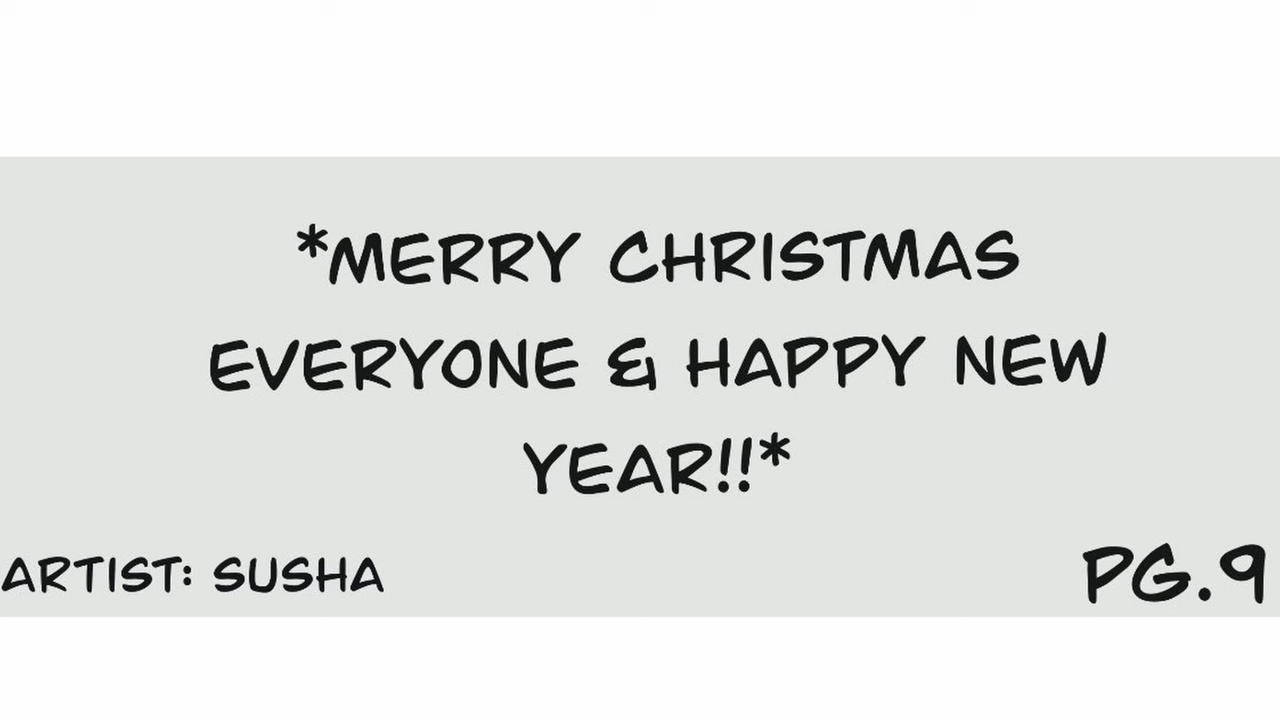 *MERRY CHRISTMAS
EVERYONE & HAPPY NEW
YEAR!!*
ARTIST: SUSHA
PG.9